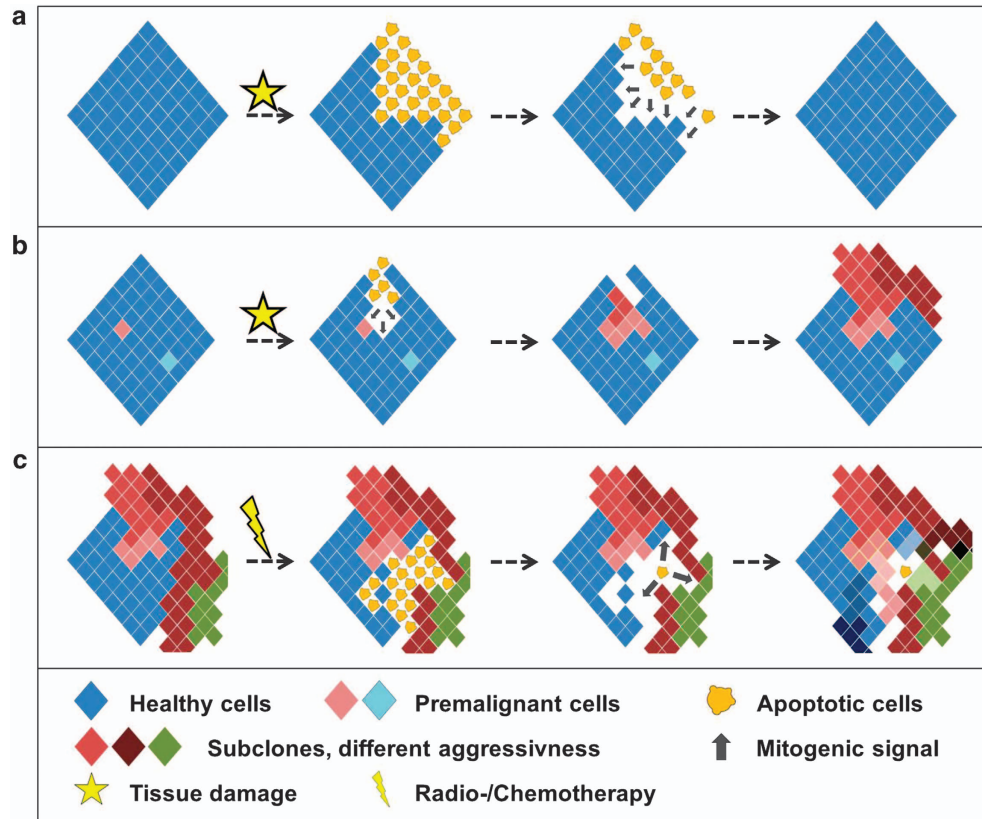 a
b
c
Healthy cells
Premalignant cells
Apoptotic cells
Subclones, different aggressivness
Mitogenic signal
Tissue damage
Radio-/Chemotherapy